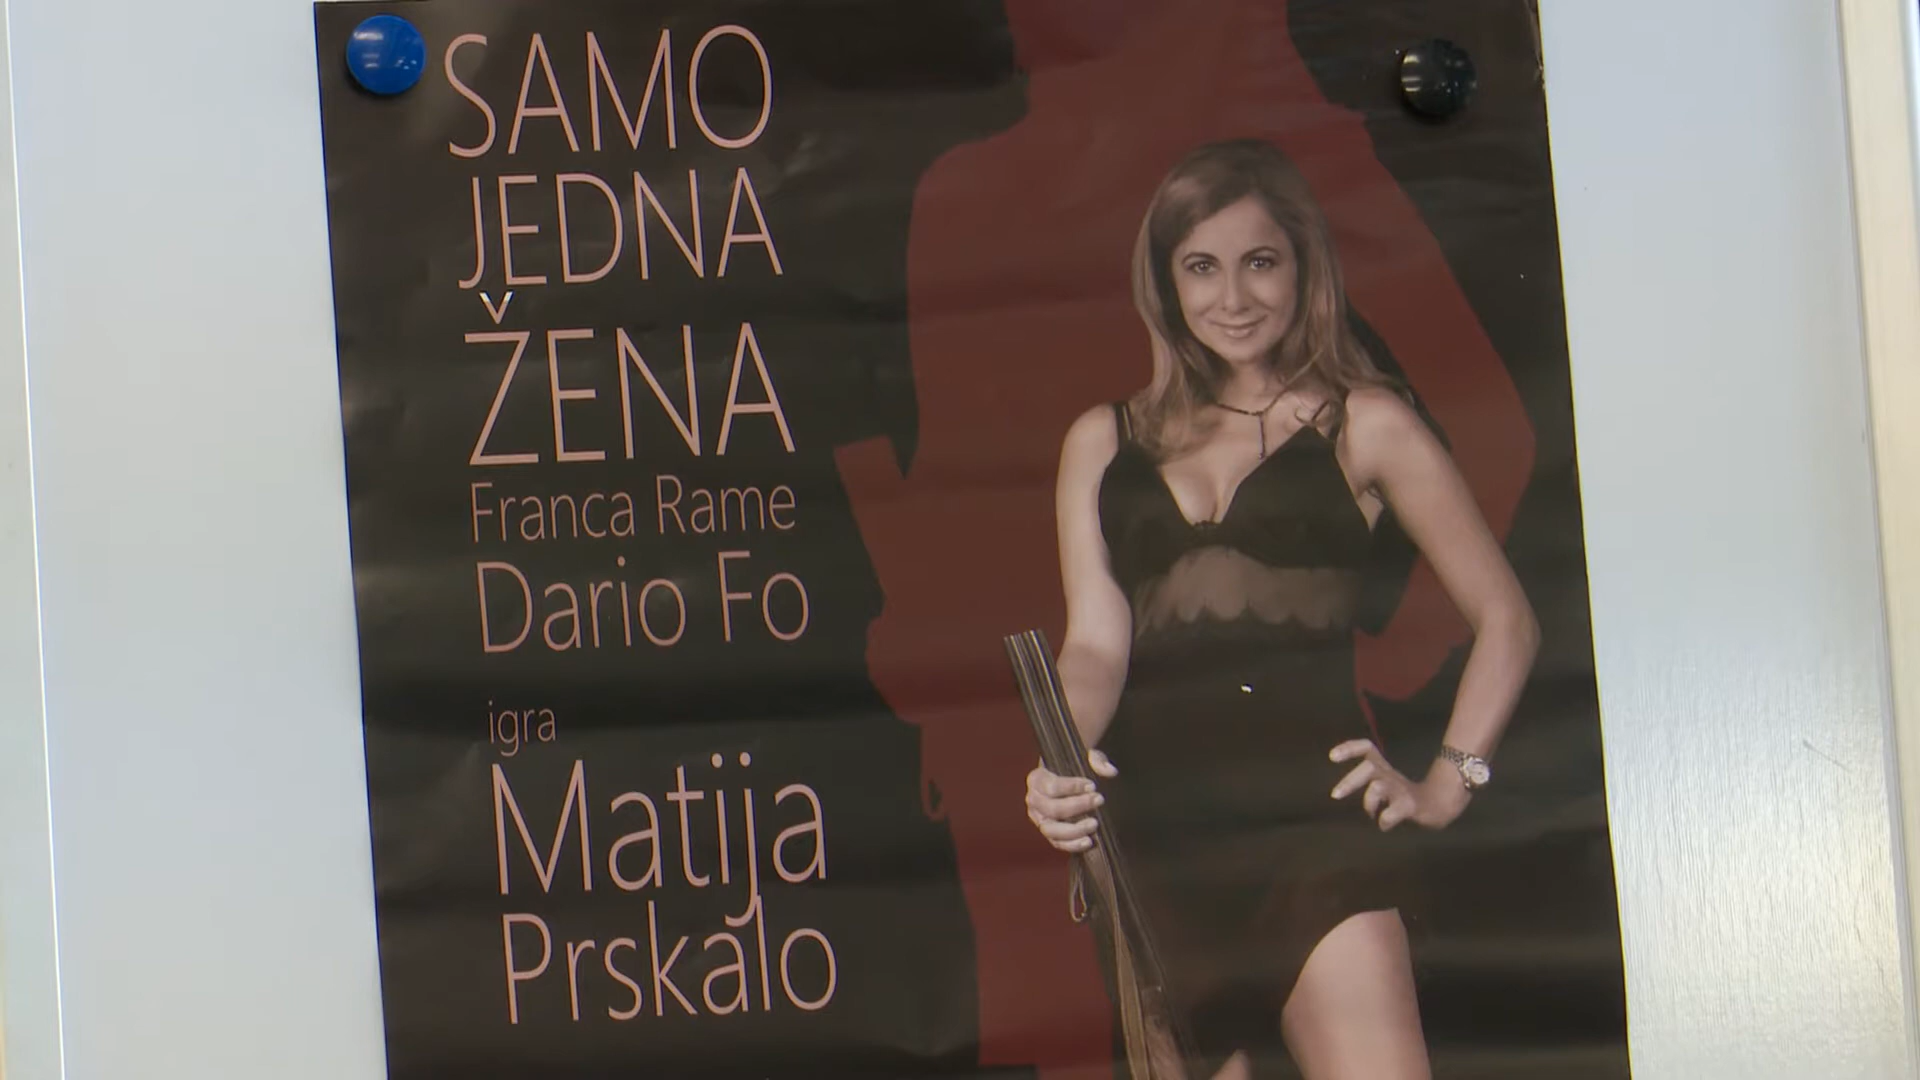 SAMO
JEDNA
ŽENA
Franca Rame
Dario Fo
igra
Matija
Prskalo